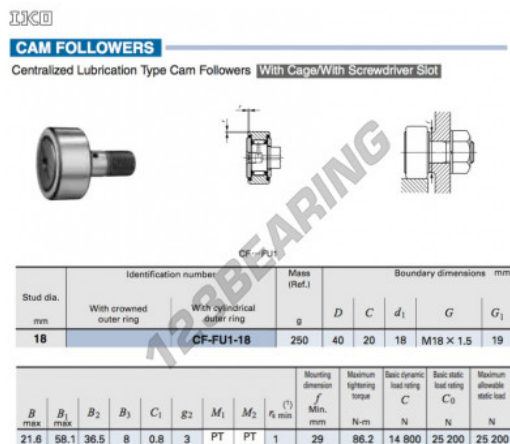 IKO
CAM FOLLOWERS
Centralized Lubrication Type Cam Followers With Cage/With Screwdriver Slot
r
r
f
CF…FU1
123BEARING
Stud dia. mm Identification number Mass (Ref.) g Boundary dimensions mm
With crowned outer ring With cylindrical outer ring D C d1 G G1
18 CF-FU1-18 250 40 20 18 M18 × 1.5 19
B max B1 max B2 B3 C1 g2 M1 M2 (1) rs min Mounting dimension f Min. mm Maximum tightening torque N-m Basic dynamic load rating C N Basic static load rating C0 N Maximum allowable static load N
21.6 58.1 36.5 8 0.8 3 PT PT 1 29 86.2 14 800 25 200 25 200